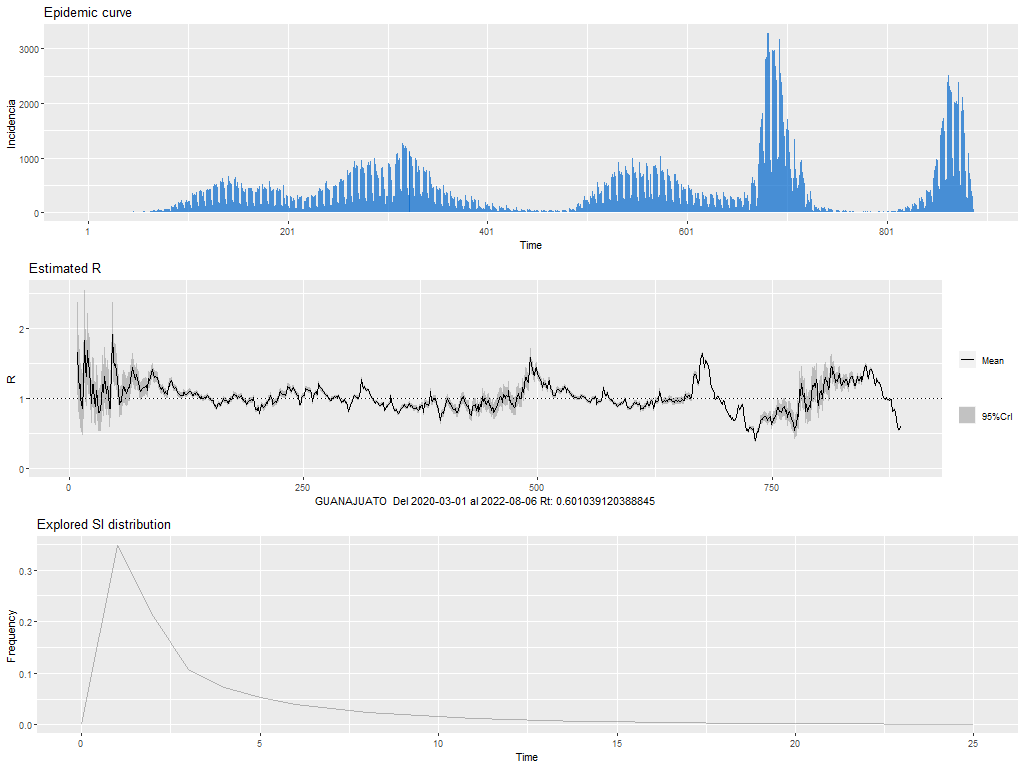 Epidemic curve
3000
2000
1000
0
Incidencia
1 201 401 601 801
Time
Estimated R
2
1
0
R
Mean
95%CrI
0 250 500 750
GUANAJUATO Del 2020-03-01 al 2022-08-06 Rt: 0.601039120388845
Explored SI distribution
0.3
0.2
0.1
0.0
Frequency
0 5 10 15 20 25
Time